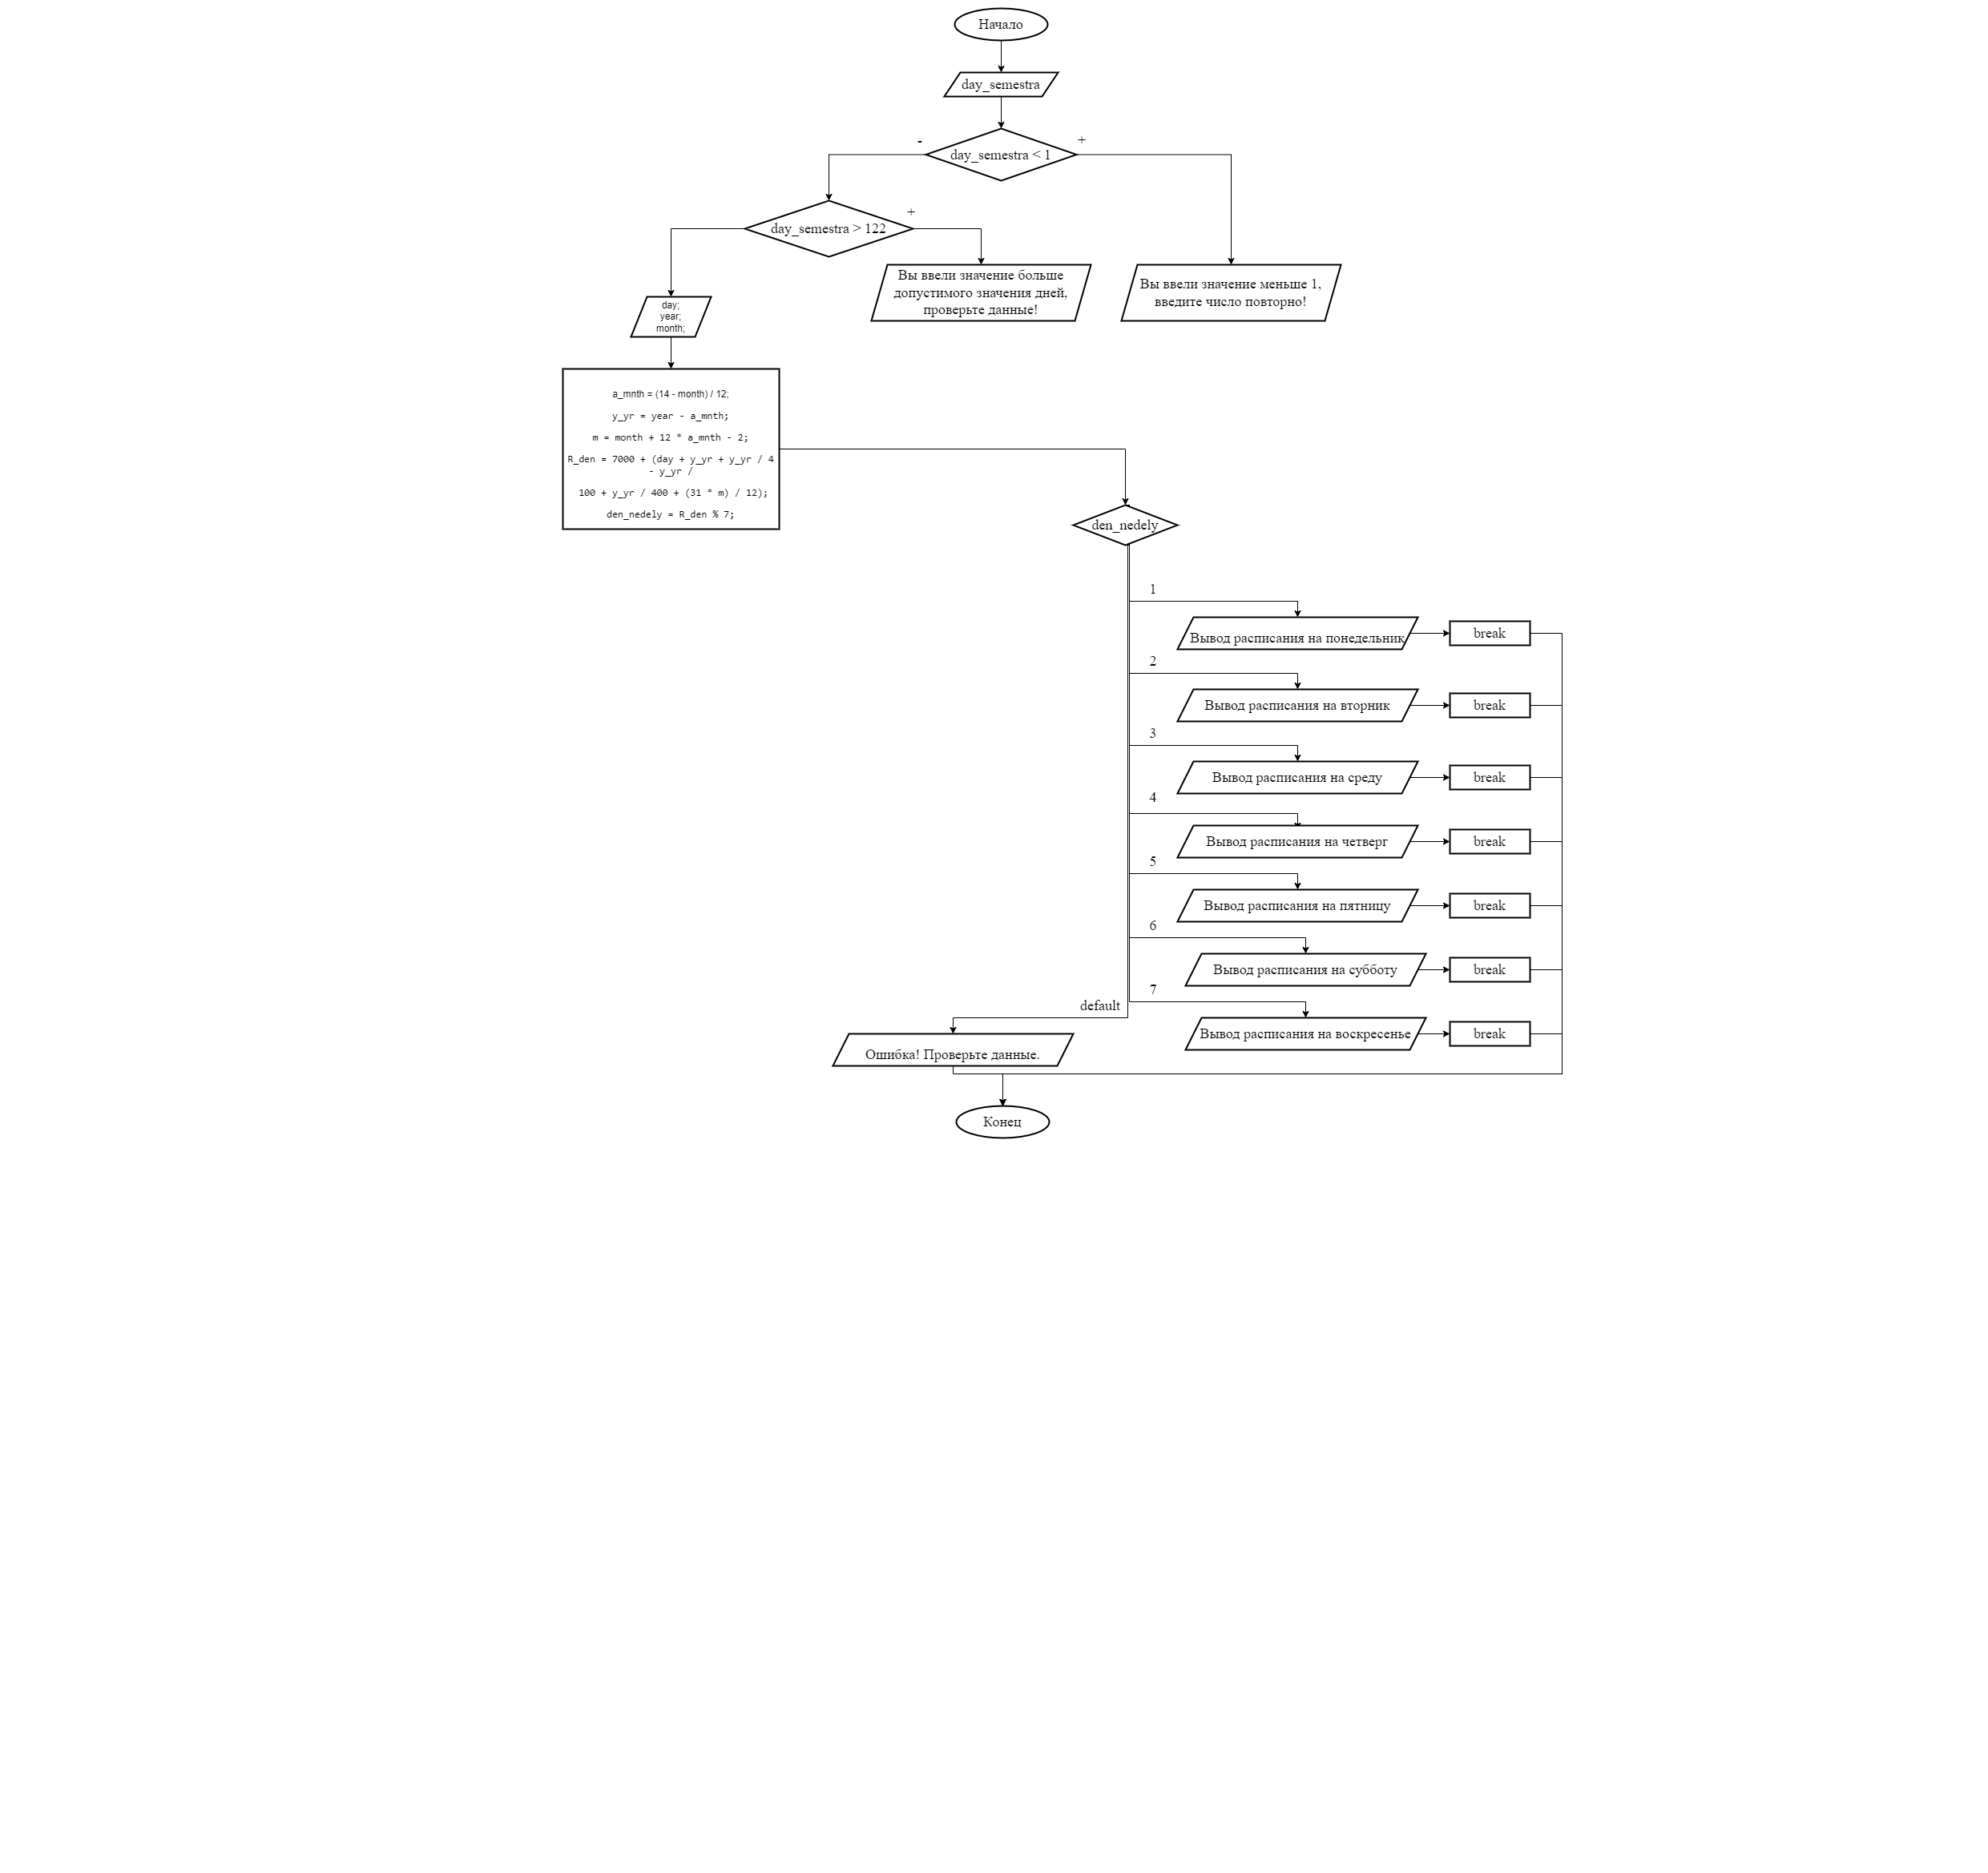 Начало
day_semestra
-
+
day_semestra < 1
+
day_semestra > 122
Вы ввели значение больше
допустимого значения дней,
проверьте данные!
Вы ввели значение меньше 1,
введите число повторно!
day;
year;
month;
a_mnth = (14 - month) / 12;
y_yr = year - a_mnth;
m = month + 12 * a_mnth - 2;
R_den = 7000 + (day + y_yr + y_yr / 4
- y_yr /
100 + y_yr / 400 + (31 * m) / 12);
den_nedely = R_den % 7;
den_nedely
1
Вывод расписания на понедельник
break
2
Вывод расписания на вторник
break
3
Вывод расписания на среду
break
4
Вывод расписания на четверг
break
5
Вывод расписания на пятницу
break
6
Вывод расписания на субботу
break
7
default
Вывод расписания на воскресенье
break
Ошибка! Проверьте данные.
Конец